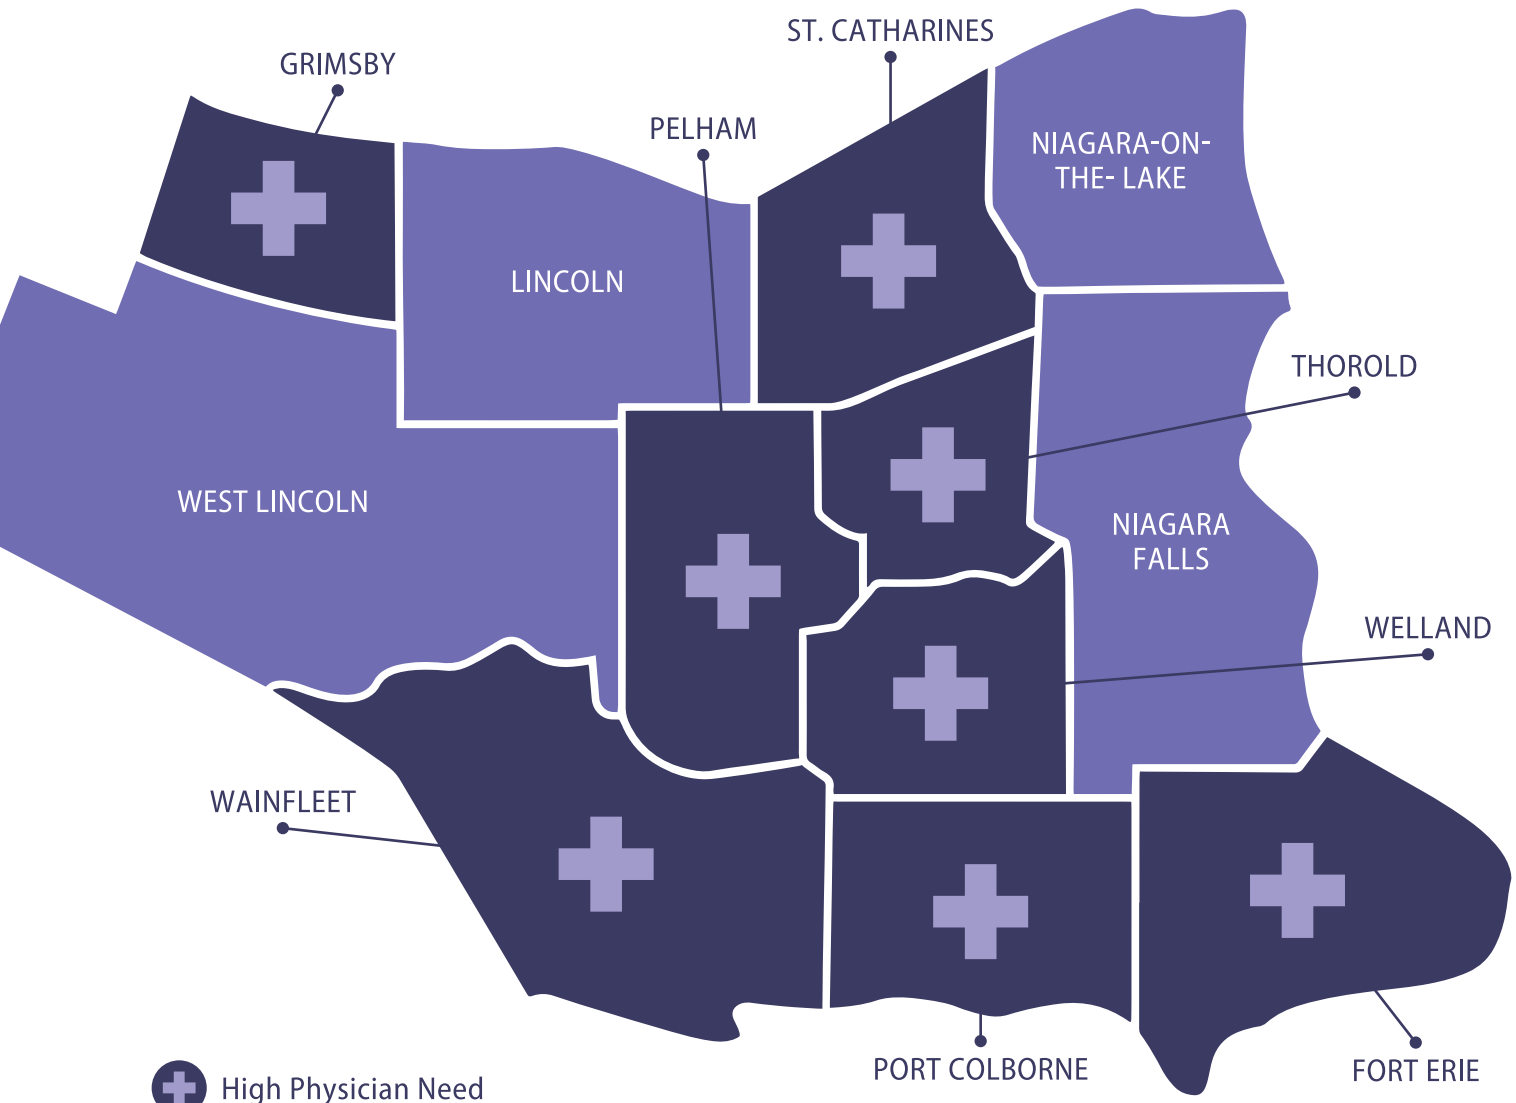 ST. CATHARINES
GRIMSBY
PELHAM
NIAGARA-ON-
THE- LAKE
LINCOLN
THOROLD
WEST LINCOLN
NIAGARA
FALLS
WELLAND
WAINFLEET
PORT COLBORNE
FORT ERIE
High Physician Need